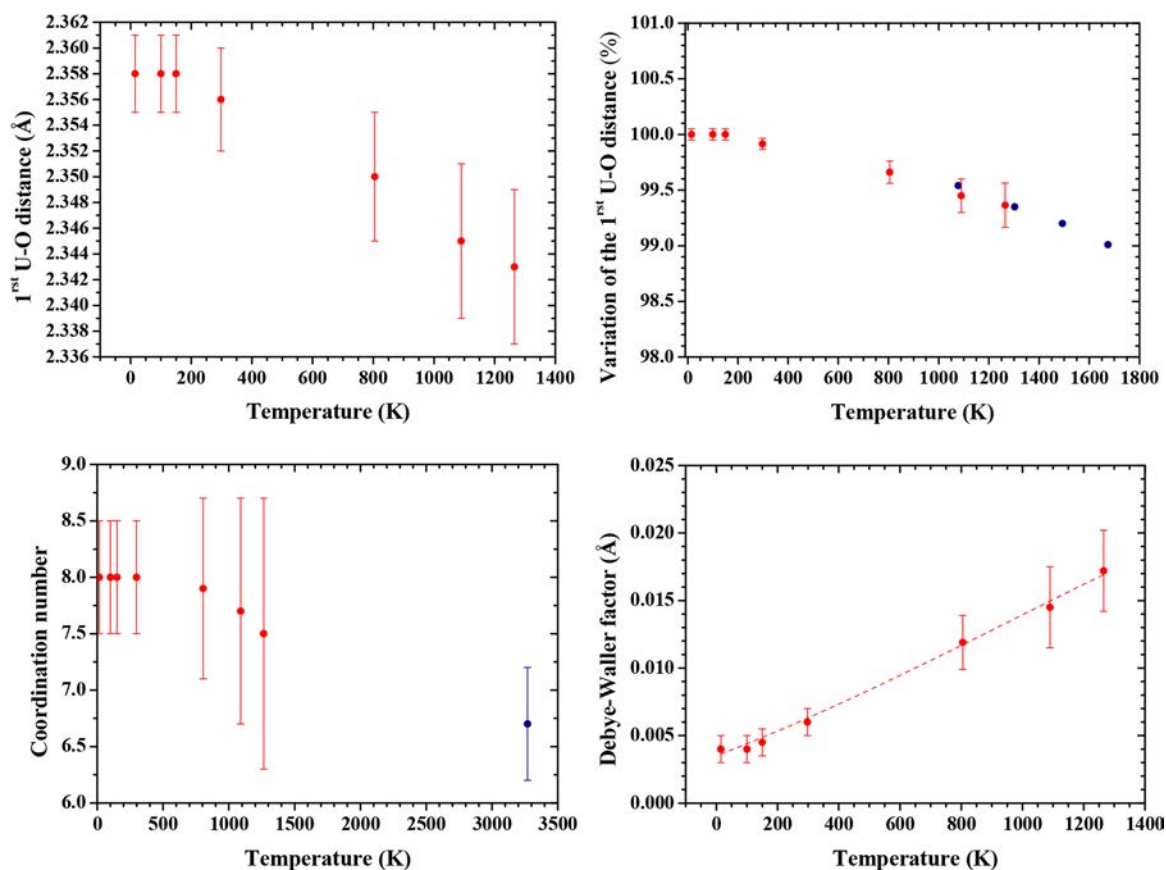 2.362
2.360
2.358
2.356
2.354
2.352
2.350
2.348
2.346
2.344
2.342
2.340
2.338
2.336
1rst U-O distance (Å)
0 200 400 600 800 1000 1200 1400
Temperature (K)
101.0
100.5
100.0
99.5
99.0
98.5
98.0
Variation of the 1rst U-O distance (%)
0 200 400 600 800 1000 1200 1400 1600 1800
Temperature (K)
9.0
8.5
8.0
7.5
7.0
6.5
6.0
Coordination number
0 500 1000 1500 2000 2500 3000 3500
Temperature (K)
0.025
0.020
0.015
0.010
0.005
0.000
Debye-Waller factor (Å)
0 200 400 600 800 1000 1200 1400
Temperature (K)